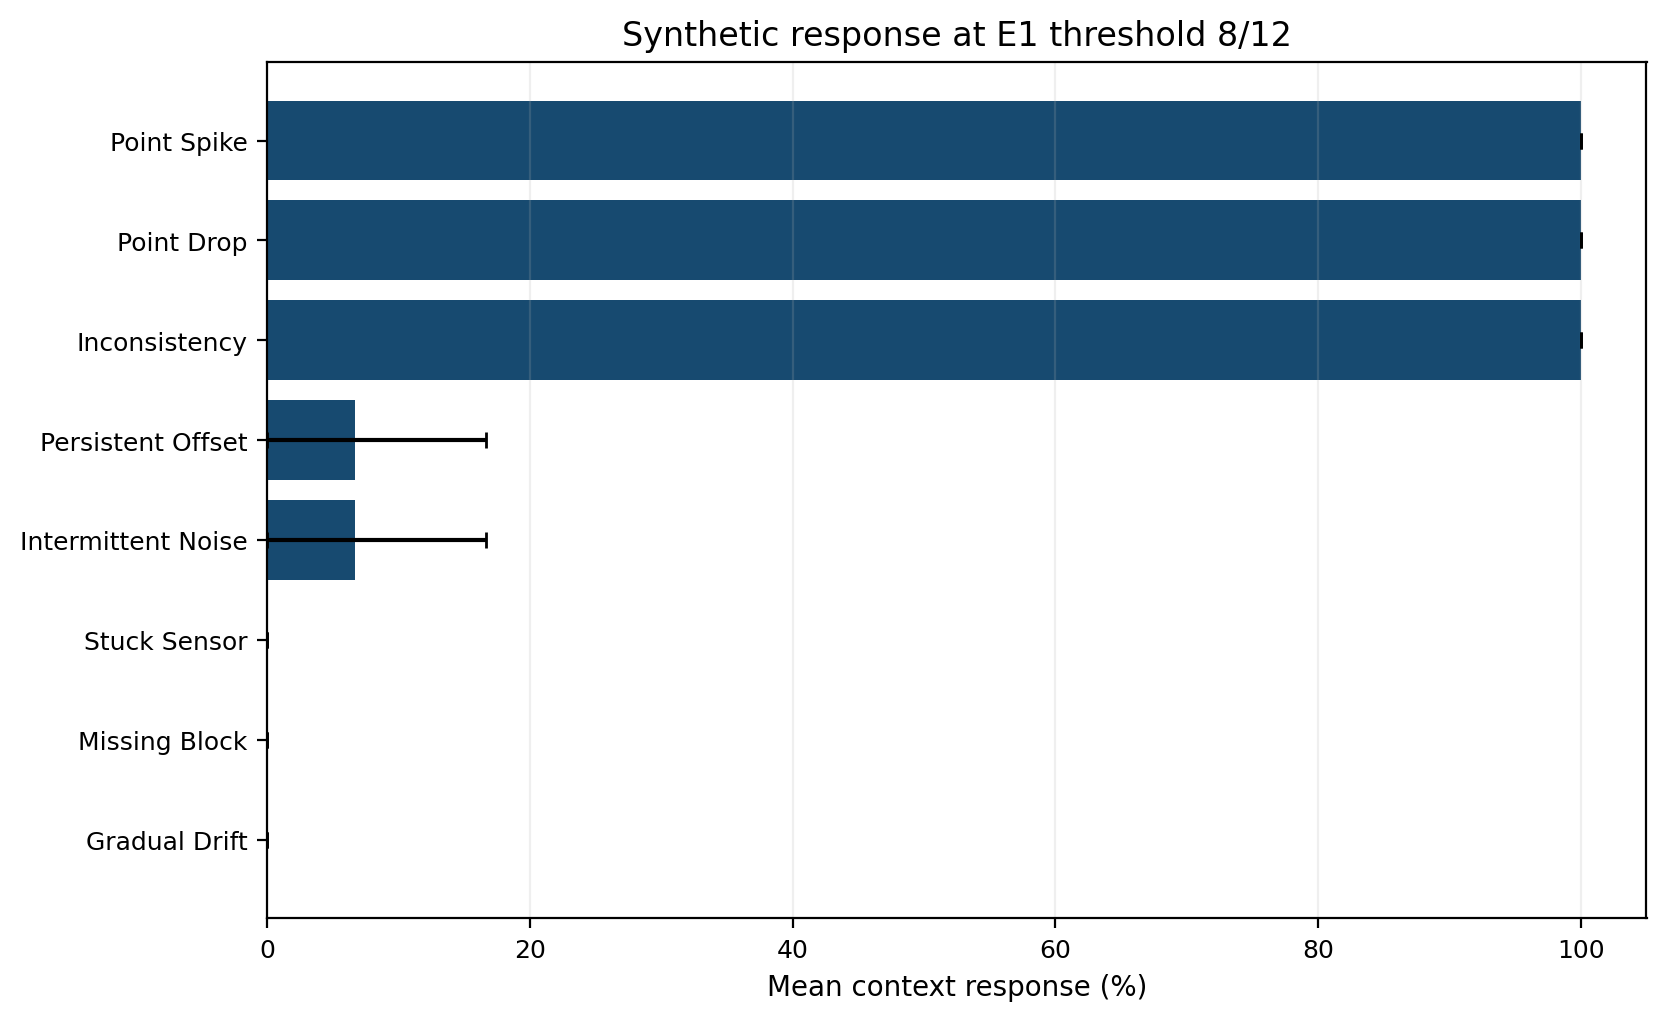 Synthetic response at E1 threshold 8/12
Point Spike
Point Drop
Inconsistency
Persistent Offset
Intermittent Noise
Stuck Sensor
Missing Block
Gradual Drift
0 20 40 60 80 100
Mean context response (%)